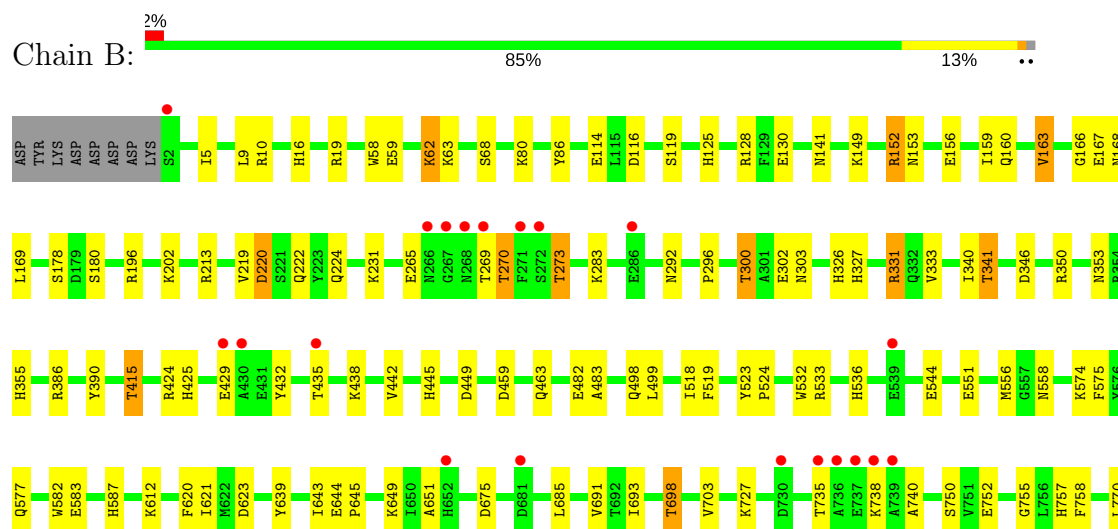 2%
Chain B:
85%
13%
ASP TYR LYS ASP ASP ASP ASP LYS S2 I5 L9 R10 H16 R19 W58 E59 K62 K63 S68 K80 Y86 E114 L115 D116 S119 H125 R128 F129 E130 N141 K149 R152 N153 E156 I159 Q160 V163 G166 E167 N168
L169 S178 D179 S180 R196 K202 R213 V219 D220 S221 Q222 Y223 Q224 K231 E265 N266 G267 N268 T269 T270 F271 S272 T273 K283 E286 N292 P296 T300 A301 E302 N303 H326 H327 R331 Q332 V333 I340 T341 D346 R350 N353
H355 R386 Y390 T415 R424 H425 E429 A430 E431 Y432 T435 K438 V442 H445 D449 D459 Q463 E482 A483 Q498 L499 I518 F519 Y523 P524 W532 R533 H536 E539 E544 E551 M556 G557 N558 K574 F575
Q577 W582 E583 H587 K612 F620 I621 M622 D623 Y639 I643 E644 P645 K649 I650 A651 H652 D675 D681 L685 V691 T692 I693 T698 V703 K727 D730 T735 A736 E737 K738 A739 A740 S750 V751 E752 G755 L756 H757 F758